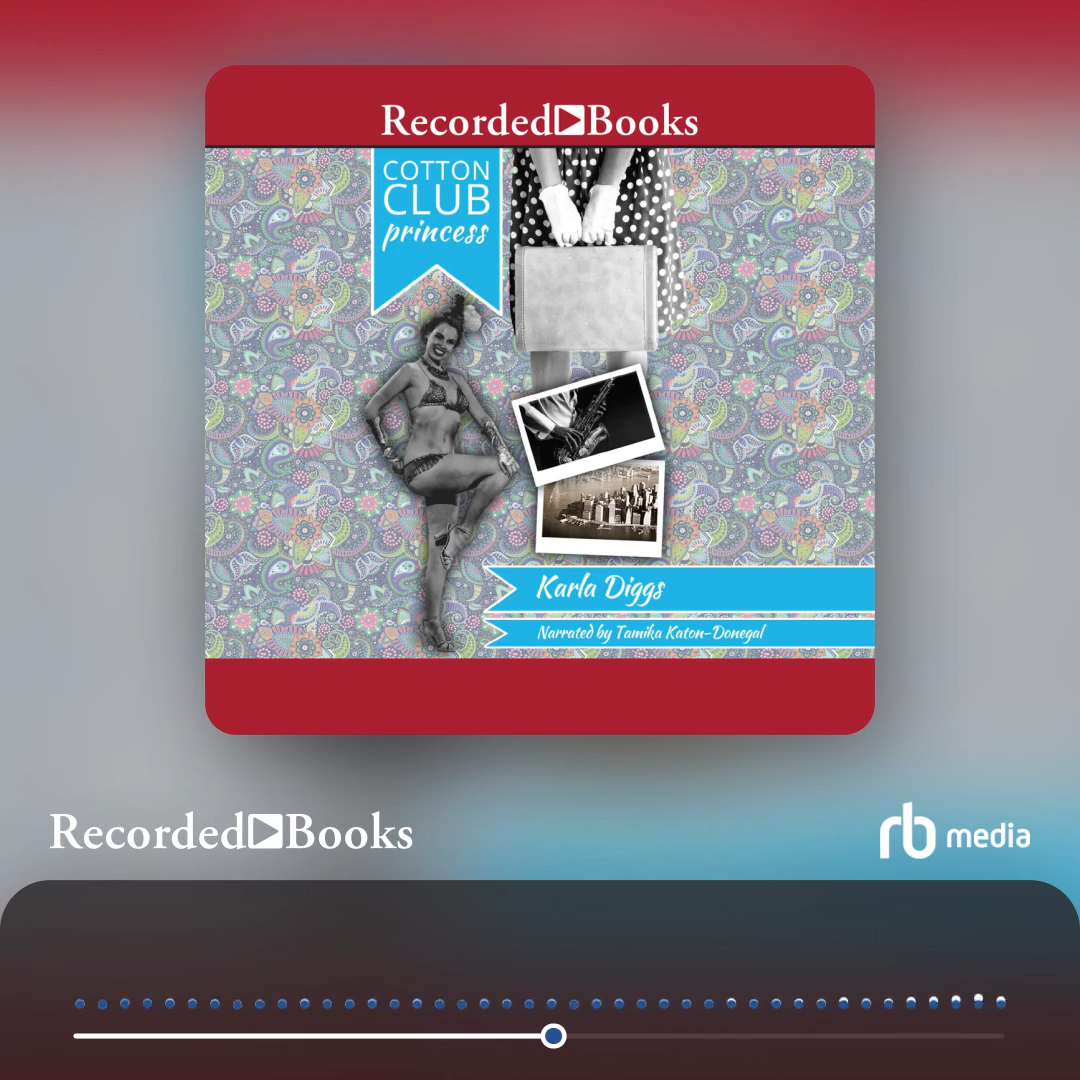 Recorded Books
COTTON
CLUB
princess
Karla Diggs
Narrated by Tamika Katon-Donegal
Recorded Books
rb media